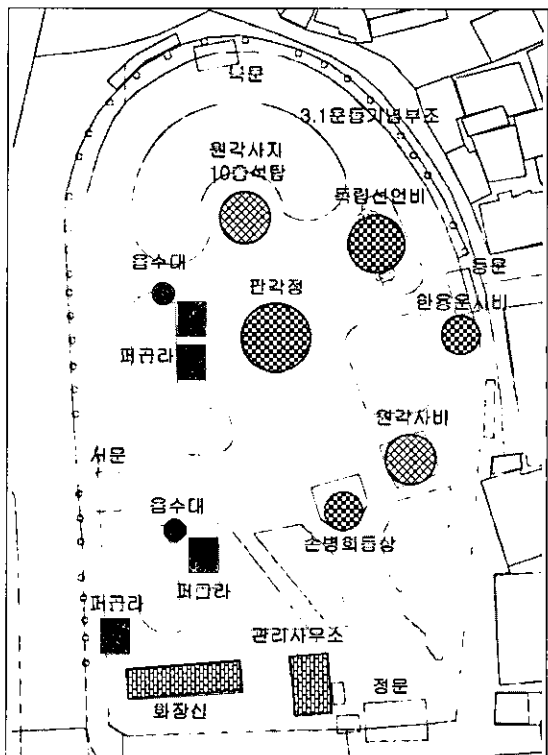 북문
3.1운동기념부조
원각사지
10층석탑
독립선언비
음수대
동문
팔각정
한용운시비
퍼골라
원각사비
서문
음수대
손병희동상
퍼골라
퍼골라
관리사무소
정문
화장실